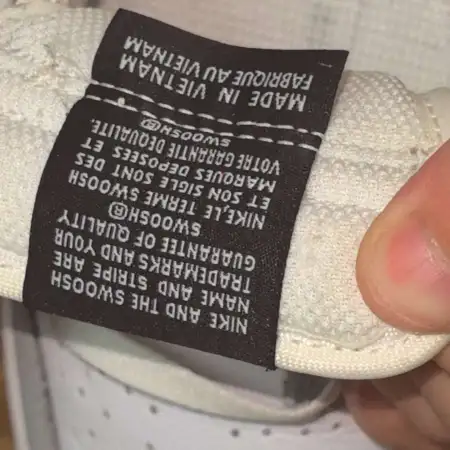 NIKE AND THE SWOOSH
NAME AND STRIPE ARE
TRADEMARKS AND YOUR
GUARANTEE OF QUALITY
SWOOSH®
NIKE,LE TERME SWOOSH
ET SON SIGLE SONT DES
MARQUES DEPOSEES ET
VOTRE GARANTIE DE QUALITE.
SWOOSH®
MADE IN VIETNAM
FABRIQUE AU VIETNAM